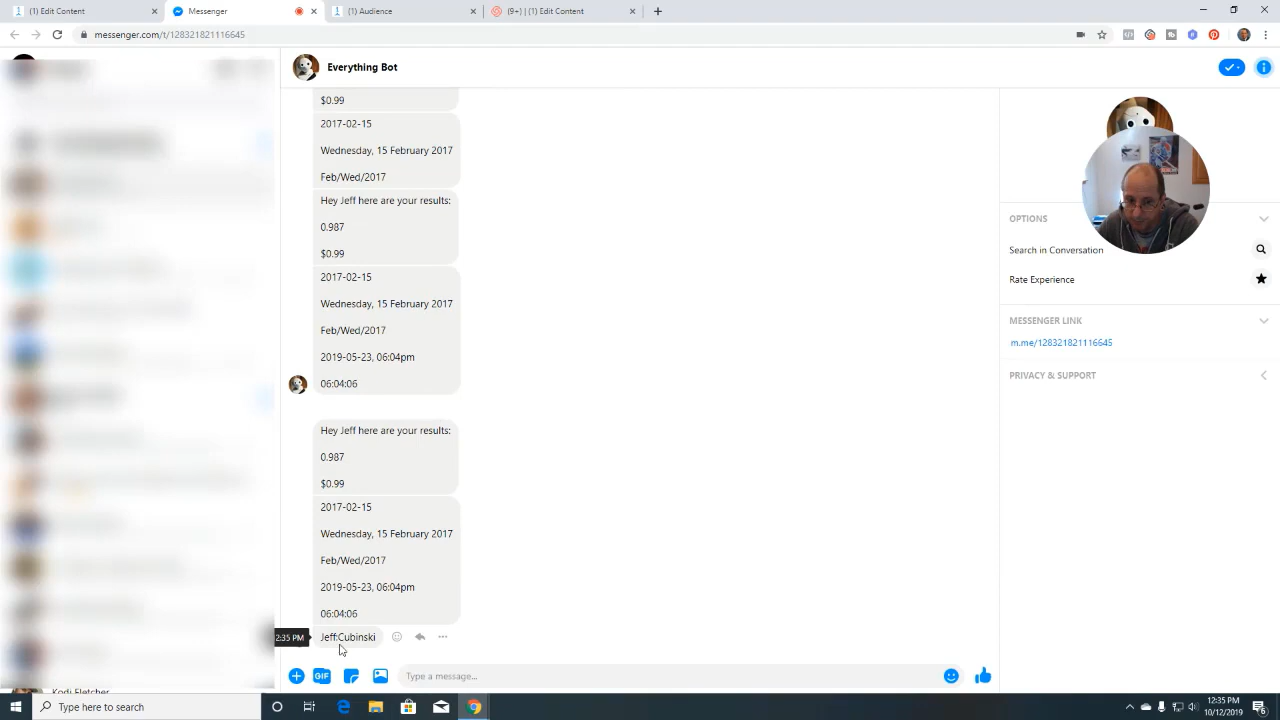 (1) Edit Content
Messenger
(1) Audience
(9+) | (1) Edit Content
messenger.com/t/128321821116645
Everything Bot
$0.99
2017-02-15
Wednesday, 15 February 2017
Feb/Wed/2017
Hey Jeff here are your results:
0.987
$0.99
2017-02-15
Wednesday, 15 February 2017
Feb/Wed/2017
2019-05-23, 06:04pm
06:04:06
Hey Jeff here are your results:
0.987
$0.99
2017-02-15
Wednesday, 15 February 2017
Feb/Wed/2017
2019-05-23, 06:04pm
06:04:06
2:35 PM
Jeff:Cubinski
GIF
Type a message...
OPTIONS
Search in Conversation
Rate Experience
MESSENGER LINK
m.me/128321821116645
PRIVACY & SUPPORT
Kodi Fletcher
Type here to search
12:35 PM
10/12/2019
6